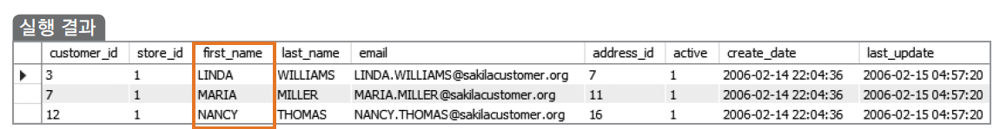 실행 결과
customer_id store_id first_name last_name email address_id active create_date last_update
3 1 LINDA WILLIAMS LINDA.WILLIAMS@sakilacustomer.org 7 1 2006-02-14 22:04:36 2006-02-15 04:57:20
7 1 MARIA MILLER MARIA.MILLER@sakilacustomer.org 11 1 2006-02-14 22:04:36 2006-02-15 04:57:20
12 1 NANCY THOMAS NANCY.THOMAS@sakilacustomer.org 16 1 2006-02-14 22:04:36 2006-02-15 04:57:20